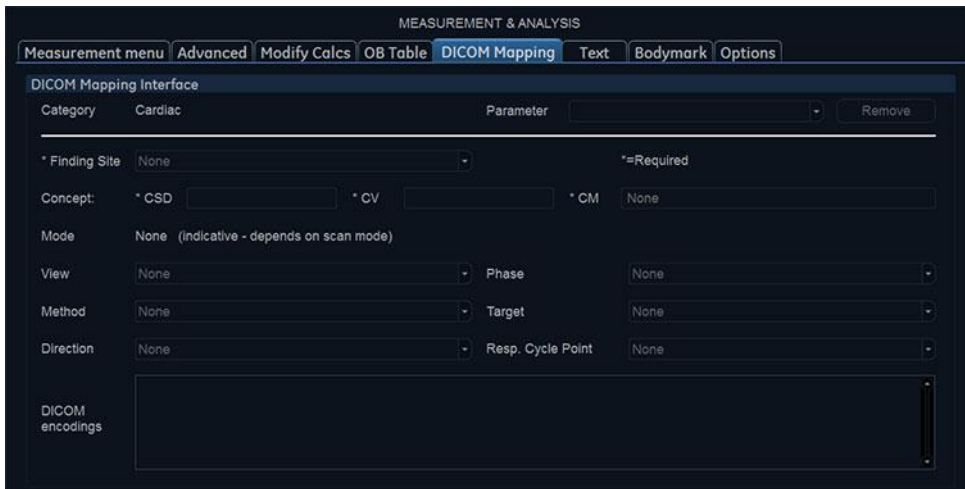 MEASUREMENT & ANALYSIS
Measurement menu Advanced Modify Calcs OB Table DICOM Mapping Text Bodymark Options
DICOM Mapping Interface
Category Cardiac Parameter Remove
* Finding Site None *=Required
Concept: * CSD * CV * CM None
Mode None (indicative - depends on scan mode)
View None Phase None
Method None Target None
Direction None Resp. Cycle Point None
DICOM
encodings